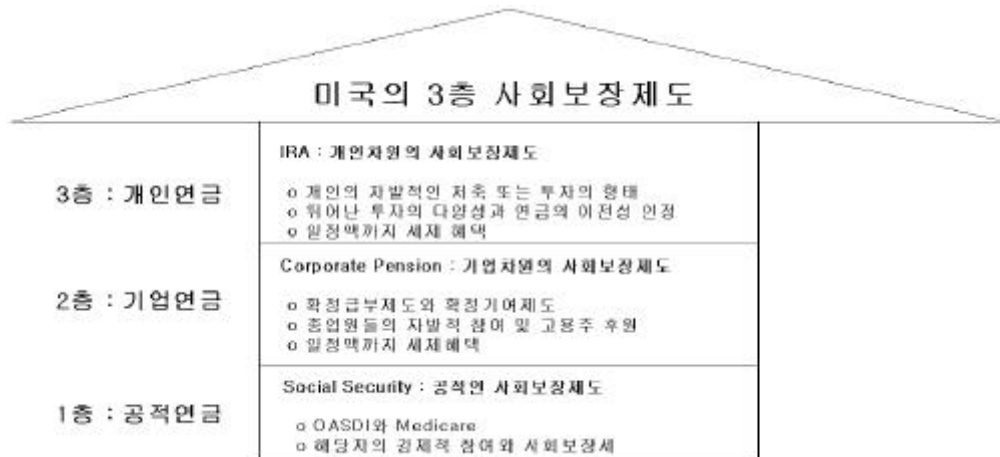 미국의 3층 사회보장제도
3층 : 개인연금
IRA : 개인차원의 사회보장제도
o 개인의 자발적인 저축 또는 투자의 형태
o 뛰어난 투자의 다양성과 연금의 이전성 인정
o 일정액까지 세제 혜택
2층 : 기업연금
Corporate Pension : 기업차원의 사회보장제도
o 확정급부제도와 확정기여제도
o 종업원들의 자발적 참여 및 고용주 후원
o 일정액까지 세제혜택
1층 : 공적연금
Social Security : 공적인 사회보장제도
o OASDI와 Medicare
o 해당자의 강제적 참여와 사회보장세